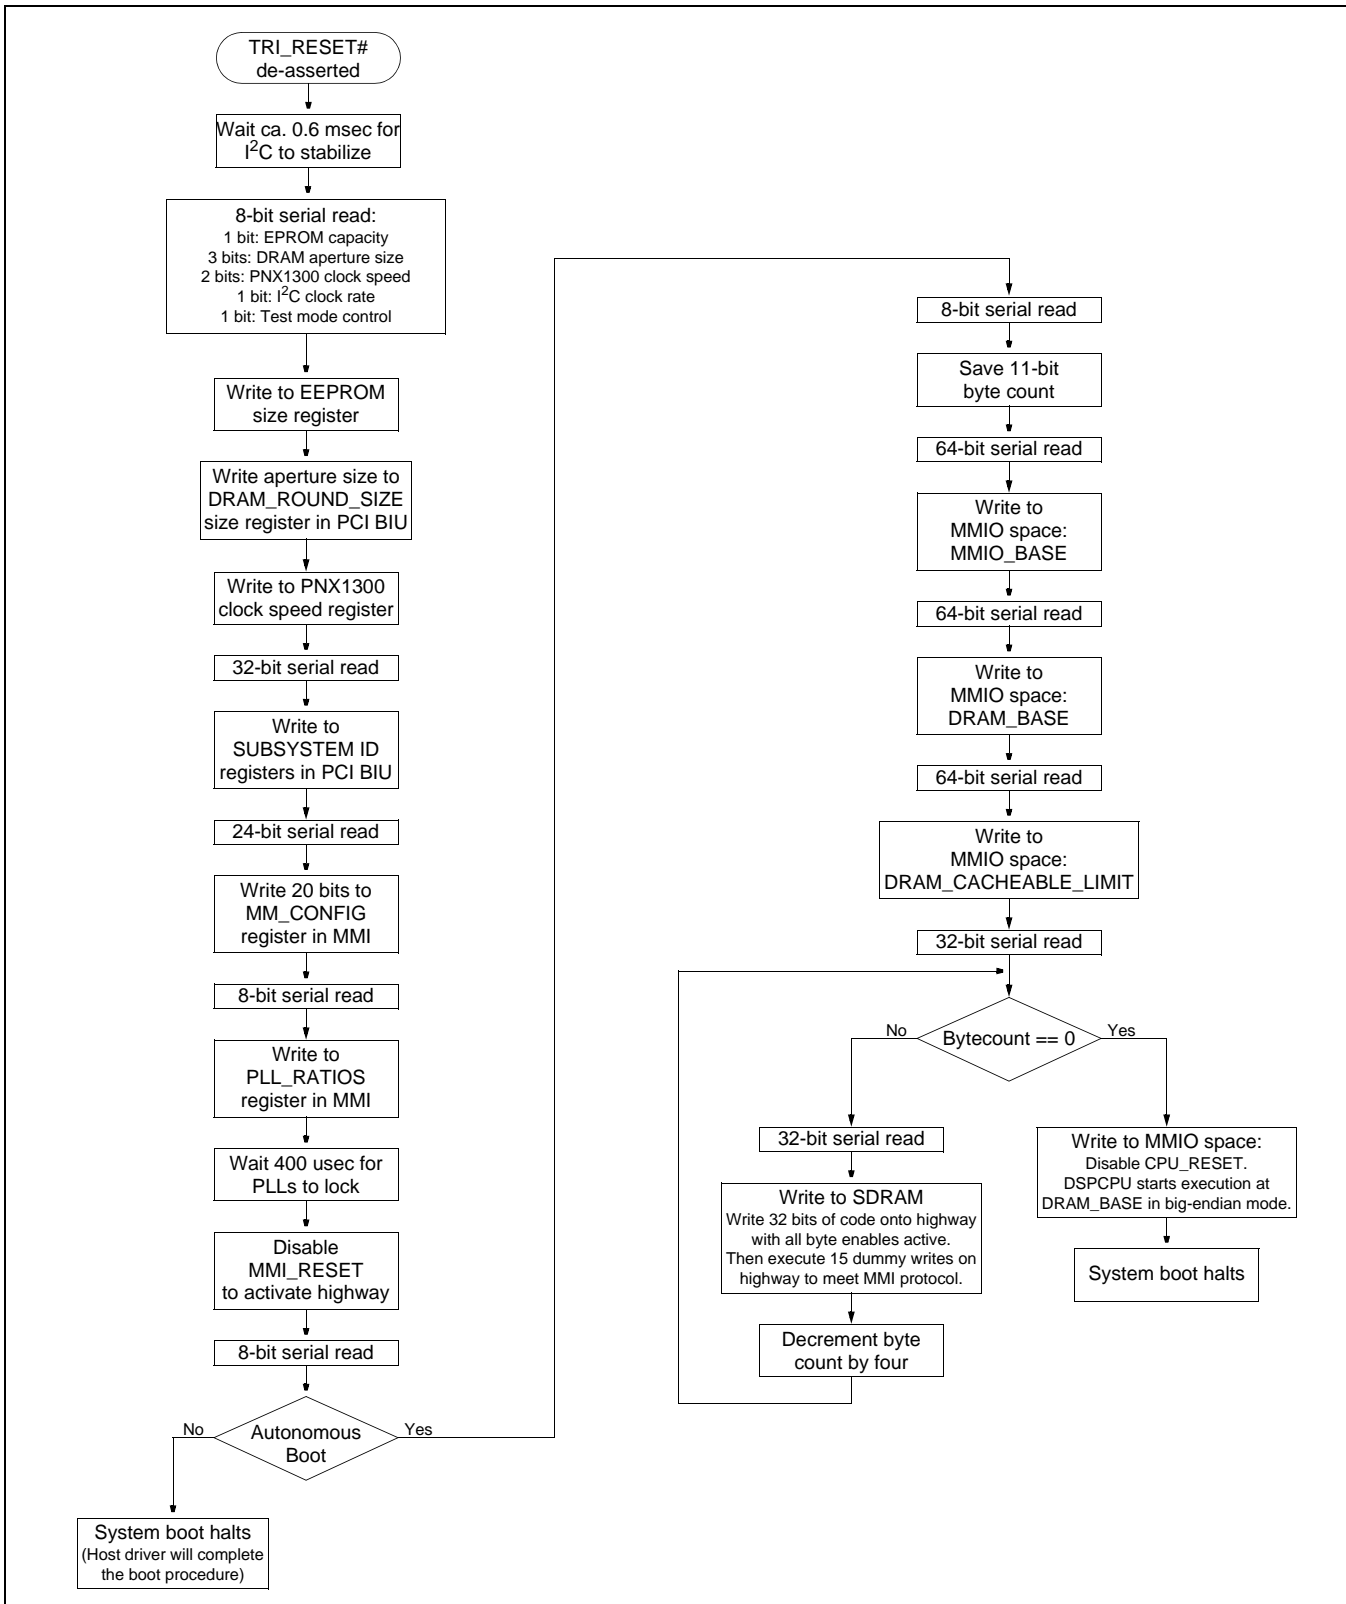 TRI_RESET#
de-asserted
Wait ca. 0.6 msec for
I2C to stabilize
8-bit serial read:
1 bit: EPROM capacity
3 bits: DRAM aperture size
2 bits: PNX1300 clock speed
1 bit: I2C clock rate
1 bit: Test mode control
Write to EEPROM
size register
Write aperture size to
DRAM_ROUND_SIZE
size register in PCI BIU
Write to PNX1300
clock speed register
32-bit serial read
Write to
SUBSYSTEM ID
registers in PCI BIU
24-bit serial read
Write 20 bits to
MM_CONFIG
register in MMI
8-bit serial read
Write to
PLL_RATIOS
register in MMI
Wait 400 usec for
PLLs to lock
Disable
MMI_RESET
to activate highway
8-bit serial read
No
Autonomous
Boot
Yes
System boot halts
(Host driver will complete
the boot procedure)
8-bit serial read
Save 11-bit
byte count
64-bit serial read
Write to
MMIO space:
MMIO_BASE
64-bit serial read
Write to
MMIO space:
DRAM_BASE
64-bit serial read
Write to
MMIO space:
DRAM_CACHEABLE_LIMIT
32-bit serial read
No
Bytecount == 0
Yes
32-bit serial read
Write to SDRAM
Write 32 bits of code onto highway
with all byte enables active.
Then execute 15 dummy writes on
highway to meet MMI protocol.
Decrement byte
count by four
Write to MMIO space:
Disable CPU_RESET.
DSPCPU starts execution at
DRAM_BASE in big-endian mode.
System boot halts